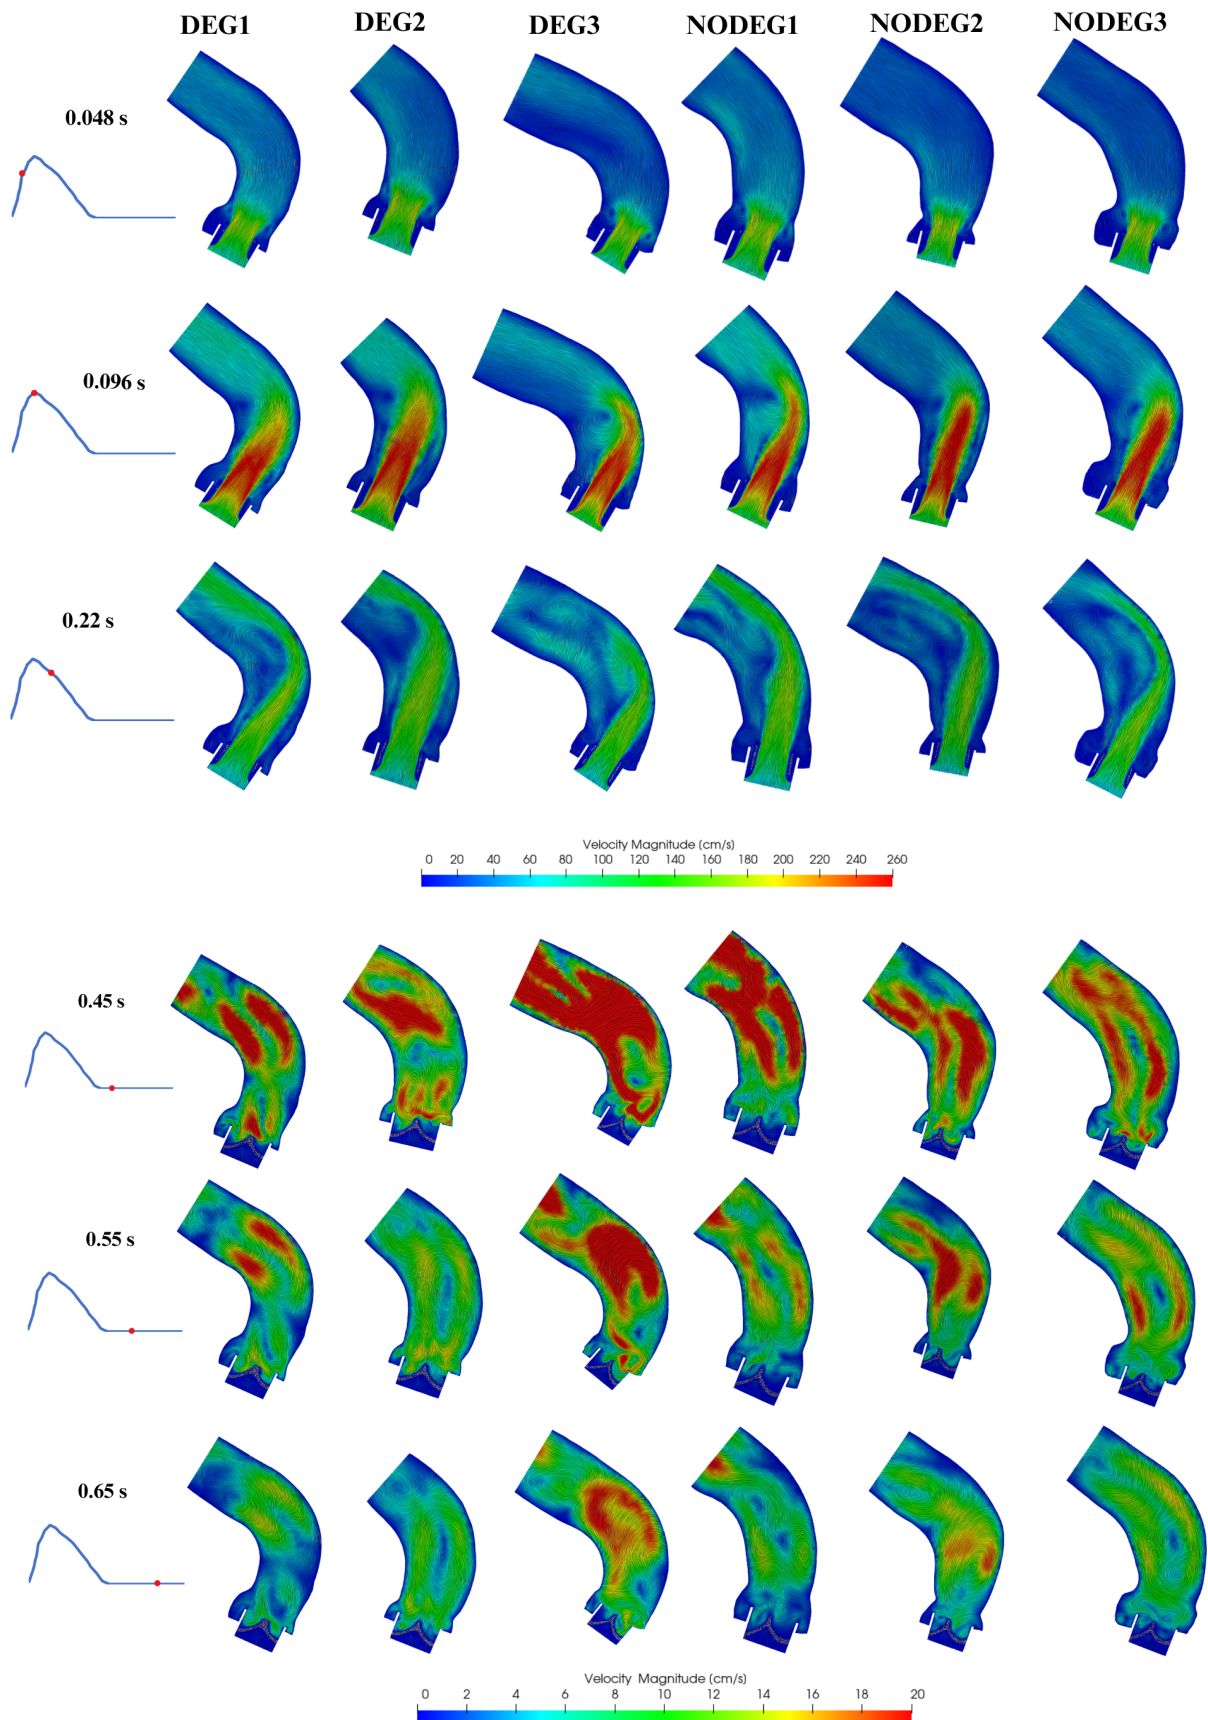 DEG1 DEG2 DEG3 NODEG1 NODEG2 NODEG3
0.048 s
0.096 s
0.22 s
Velocity Magnitude (cm/s)
0 20 40 60 80 100 120 140 160 180 200 220 240 260
0.45 s
0.55 s
0.65 s
Velocity Magnitude (cm/s)
0 2 4 6 8 10 12 14 16 18 20